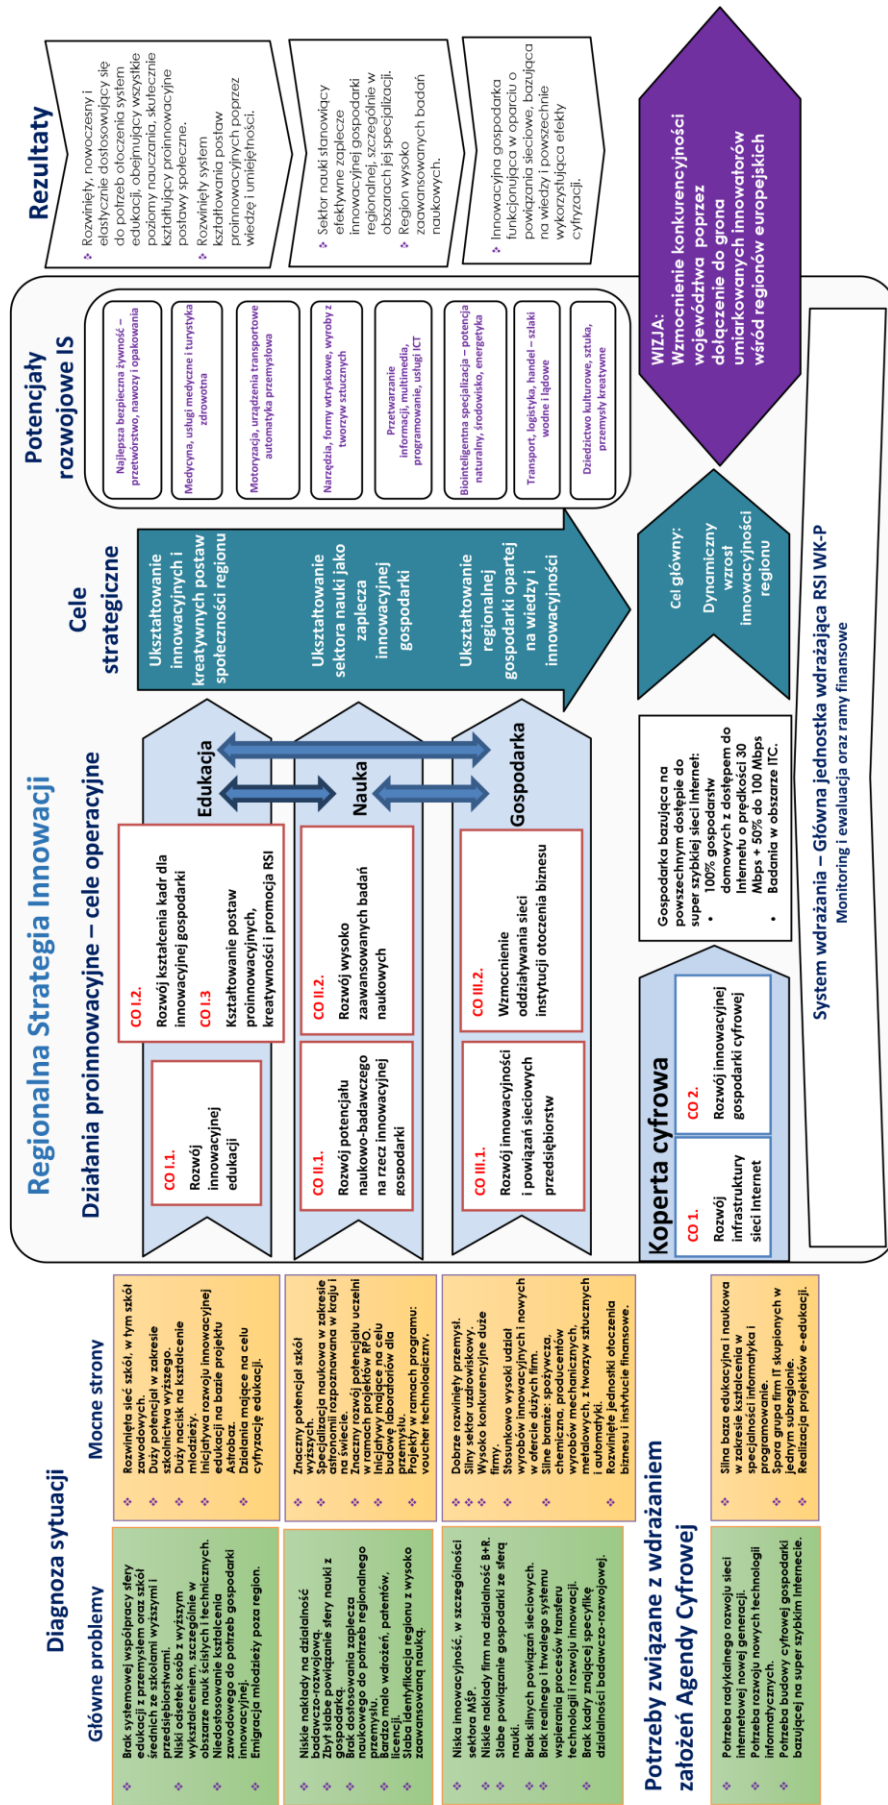 Regionalna Strategia Innowacji
Diagnoza sytuacji
Główne problemy
Mocne strony
Działania proinnowacyjne – cele operacyjne
Cele
strategiczne
Potencjały
rozwojowe IS
Rezultaty
Brak systemowej współpracy sfery
edukacji z przemysłem oraz szkół
średnich ze szkołami wyższymi i
przedsiębiorstwami.
Niski odsetek osób z wyższym
wykształceniem, szczególnie w
obszarze nauk ścisłych i technicznych.
Niedostosowanie kształcenia
zawodowego do potrzeb gospodarki
innowacyjnej.
Emigracja młodzieży poza region.
Rozwinięta sieć szkół, w tym szkół
zawodowych.
Duży potencjał w zakresie
szkolnictwa wyższego.
Duży nacisk na kształcenie
młodzieży.
Inicjatywa rozwoju innowacyjnej
edukacji na bazie projektu
Astrobaz.
Działania mające na celu
cyfryzację edukacji.
CO I.1.
Rozwój
innowacyjnej
edukacji
CO I.2.
Rozwój kształcenia kadr dla
innowacyjnej gospodarki
CO I.3
Kształtowanie postaw
proinnowacyjnych,
kreatywności i promocja RSI
Edukacja
Ukształtowanie
innowacyjnych i
kreatywnych postaw
społeczności regionu
Najlepsza bezpieczna żywność –
przetwórstwo, nawozy i opakowania
Medycyna, usługi medyczne i turystyka
zdrowotna
Motoryzacja, urządzenia transportowe
automatyka przemysłowa
Narzędzia, formy wtryskowe, wyroby z
tworzyw sztucznych
Przetwarzanie
informacji, multimedia,
programowanie, usługi ICT
Biointeligentna specjalizacja – potencja
naturalny, środowisko, energetyka
Transport, logistyka, handel – szlaki
wodne i lądowe
Dziedzictwo kulturowe, sztuka,
przemysły kreatywne
Rozwinięty, nowoczesny i
elastycznie dostosowujący się
do potrzeb otoczenia system
edukacji, obejmujący wszystkie
poziomy nauczania, skutecznie
kształtujący proinnowacyjne
postawy społeczne.
Rozwinięty system
kształtowania postaw
proinnowacyjnych poprzez
wiedzę i umiejętności.
Niskie nakłady na działalność
badawczo-rozwojową.
Zbyt słabe powiązanie sfery nauki z
gospodarką.
Brak dostosowania zaplecza
naukowego do potrzeb regionalnego
przemysłu.
Bardzo mało wdrożeń, patentów,
licencji.
Słaba identyfikacja regionu z wysoko
zaawansowaną nauką.
Znaczny potencjał szkół
wyższych.
Specjalizacja naukowa w zakresie
astronomii rozpoznawana w kraju i
na świecie.
Znaczny rozwój potencjału uczelni
w ramach projektów RPO.
Inicjatywy mające na celu
budowę laboratoriów dla
przemysłu.
Projekty w ramach programu:
voucher technologiczny.
CO II.1.
Rozwój potencjału
naukowo-badawczego
na rzecz innowacyjnej
gospodarki
CO II.2.
Rozwój wysoko
zaawansowanych badań
naukowych
Nauka
Ukształtowanie
sektora nauki jako
zaplecza
innowacyjnej
gospodarki
Sektor nauki stanowiący
efektywne zaplecze
innowacyjnej gospodarki
regionalnej, szczególnie w
obszarach jej specjalizacji.
Region wysoko
zaawansowanych badań
naukowych.
Niska innowacyjność, w szczególności
sektora MŚP.
Niskie nakłady firm na działalność B+R.
Słabe powiązanie gospodarki ze sferą
nauki.
Brak silnych powiązań sieciowych.
Brak realnego i trwałego systemu
wspierania procesów transferu
technologii i rozwoju innowacji.
Brak kadry znającej specyfikę
działalności badawczo-rozwojowej.
Dobrze rozwinięty przemysł.
Silny sektor uzdrowiskowy.
Wysoko konkurencyjne duże
firmy.
Stosunkowo wysoki udział
wyrobów innowacyjnych i nowych
w ofercie dużych firm.
Silne branże: spożywcza,
chemiczna, producentów
wyrobów mechanicznych,
metalowych, z tworzyw sztucznych
i automatyki.
Rozwinięte jednostki otoczenia
biznesu i instytucje finansowe.
CO III.1.
Rozwój innowacyjności
i powiązań sieciowych
przedsiębiorstw
CO III.2.
Wzmocnienie
oddziaływania sieci
instytucji otoczenia biznesu
Gospodarka
Ukształtowanie
regionalnej
gospodarki opartej
na wiedzy i
innowacyjności
Innowacyjna gospodarka
funkcjonująca w oparciu o
powiązania sieciowe, bazująca
na wiedzy i powszechnie
wykorzystująca efekty
cyfryzacji.
Potrzeby związane z wdrażaniem
założeń Agendy Cyfrowej
Potrzeba radykalnego rozwoju sieci
internetowej nowej generacji.
Potrzeba rozwoju nowych technologii
informatycznych.
Potrzeba budowy cyfrowej gospodarki
bazującej na super szybkim Internecie.
Silna baza edukacyjna i naukowa
w zakresie kształcenia w
specjalności informatyka i
programowanie.
Spora grupa firm IT skupionych w
jednym subregionie.
Realizacja projektów e-edukacji.
Koperta cyfrowa
CO 1.
Rozwój
infrastruktury
sieci Internet
CO 2.
Rozwój innowacyjnej
gospodarki cyfrowej
Gospodarka bazująca na
powszechnym dostępie do
super szybkiej sieci Internet:
• 100% gospodarstw
domowych z dostępem do
Internetu o prędkości 30
Mbps + 50% do 100 Mbps
• Badania w obszarze ITC.
Cel główny:
Dynamiczny
wzrost
innowacyjności
regionu
WIZJA:
Wzmocnienie konkurencyjności
województwa poprzez
dołączenie do grona
umiarkowanych innowatorów
wśród regionów europejskich
System wdrażania – Główna jednostka wdrażająca RSI WK-P
Monitoring i ewaluacja oraz ramy finansowe